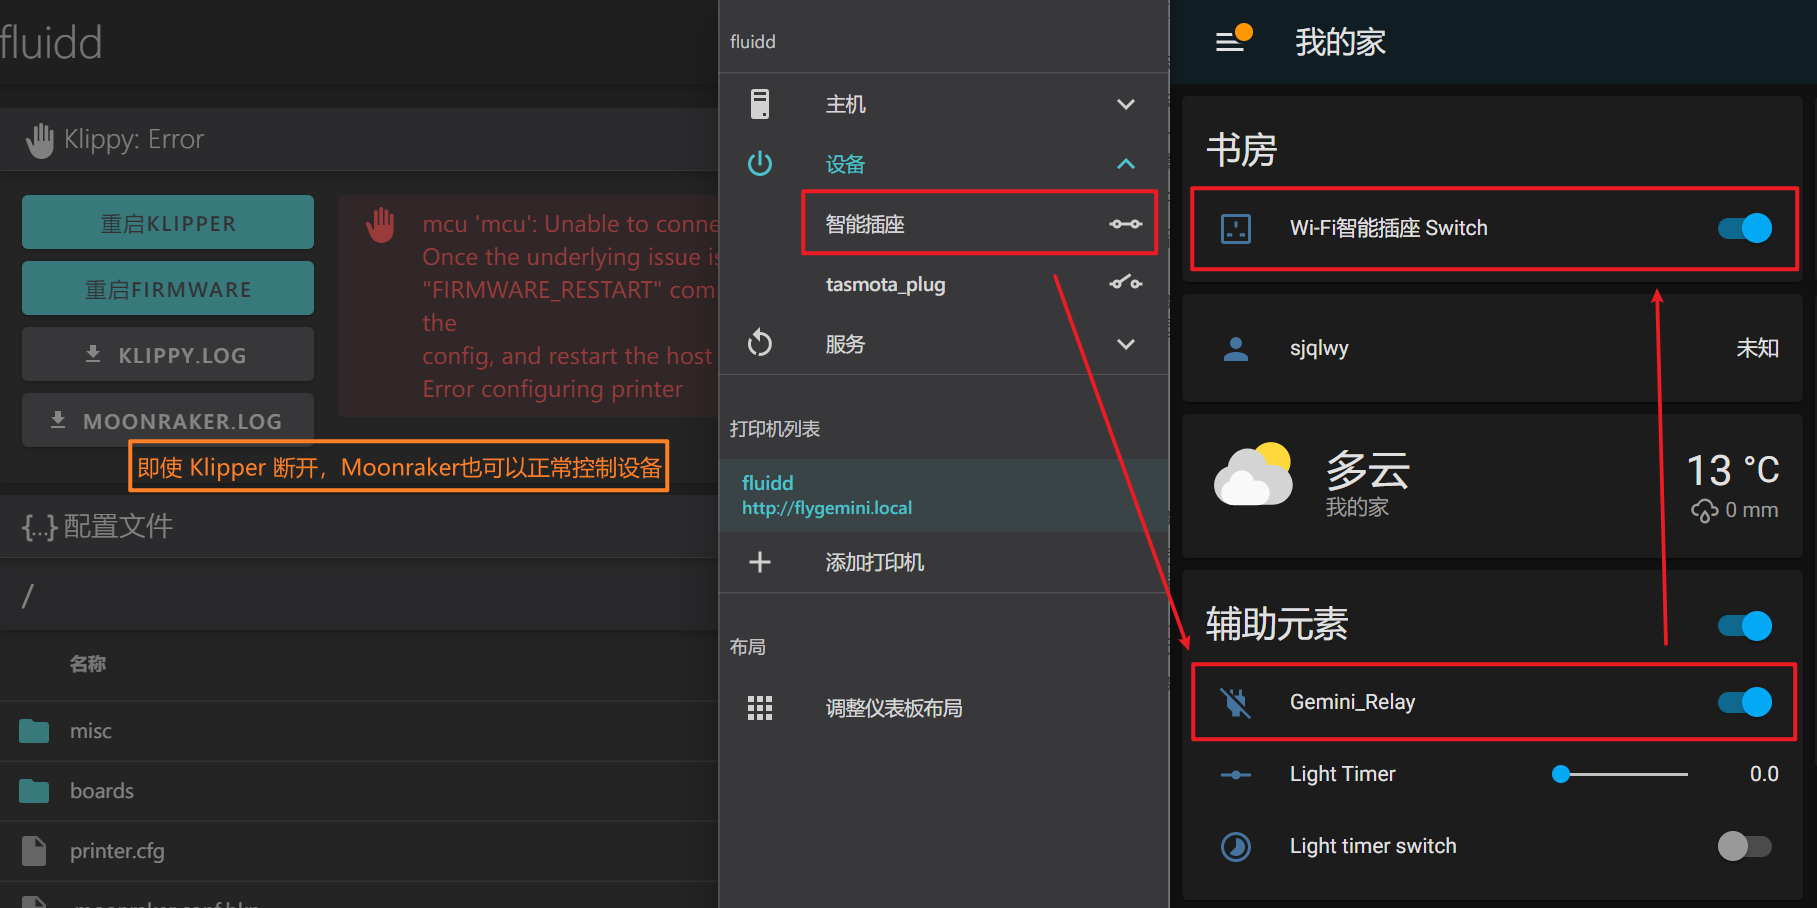 fluidd
Klippy: Error
重启KLIPPER
重启FIRMWARE
KLIPPY.LOG
MOONRAKER.LOG
mcu 'mcu': Unable to conne
Once the underlying issue is
"FIRMWARE_RESTART" com
the
config, and restart the host
Error configuring printer
即使 Klipper 断开，Moonraker也可以正常控制设备
{...} 配置文件
/
名称
misc
boards
printer.cfg
fluidd
主机
设备
智能插座
tasmota_plug
服务
打印机列表
fluidd
http://flygemini.local
添加打印机
布局
调整仪表板布局
我的家
书房
Wi-Fi智能插座 Switch
sjqlwy 未知
多云 13 °C
我的家 0 mm
辅助元素
Gemini_Relay
Light Timer 0.0
Light timer switch